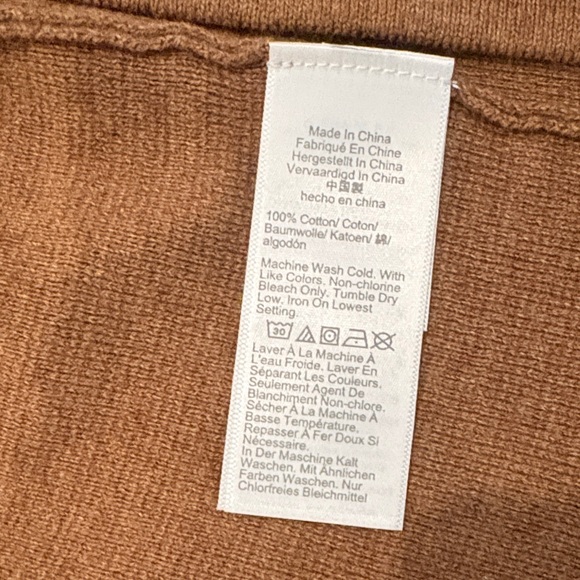 Made In China
Fabriqué En Chine
Hergestellt In China
Vervaardigd In China
中国製
hecho en china
100% Cotton/ Coton/
Baumwolle/ Katoen/ 綿/
algodón
Machine Wash Cold. With
Like Colors. Non-chlorine
Bleach Only. Tumble Dry
Low. Iron On Lowest
Setting.
30
Laver À La Machine À
L'eau Froide. Laver En
Séparant Les Couleurs.
Seulement Agent De
Blanchiment Non-chlore.
Sécher À La Machine À
Basse Température.
Repasser À Fer Doux Si
Nécessaire.
In Der Maschine Kalt
Waschen. Mit Ähnlichen
Farben Waschen. Nur
Chlorfreies Bleichmittel